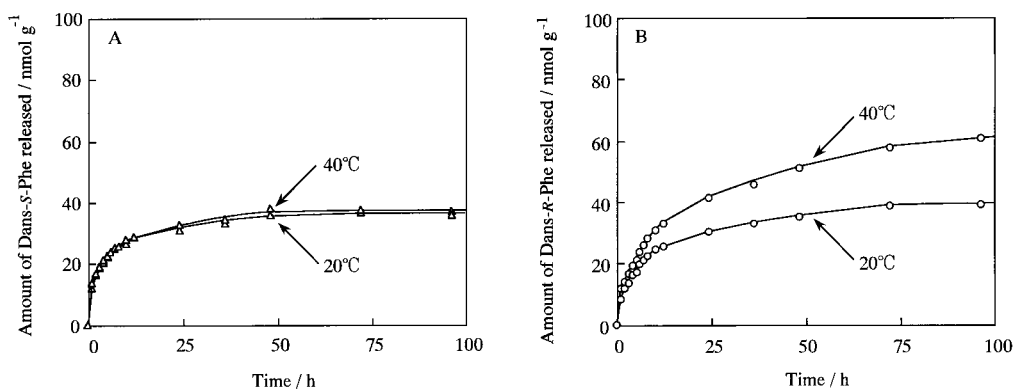 A
Amount of Dans-S-Phe released / nmol g⁻¹
100
80
60
40
20
0
40℃
20℃
0 25 50 75 100
Time / h
B
Amount of Dans-R-Phe released / nmol g⁻¹
100
80
60
40
20
0
40℃
20℃
0 25 50 75 100
Time / h